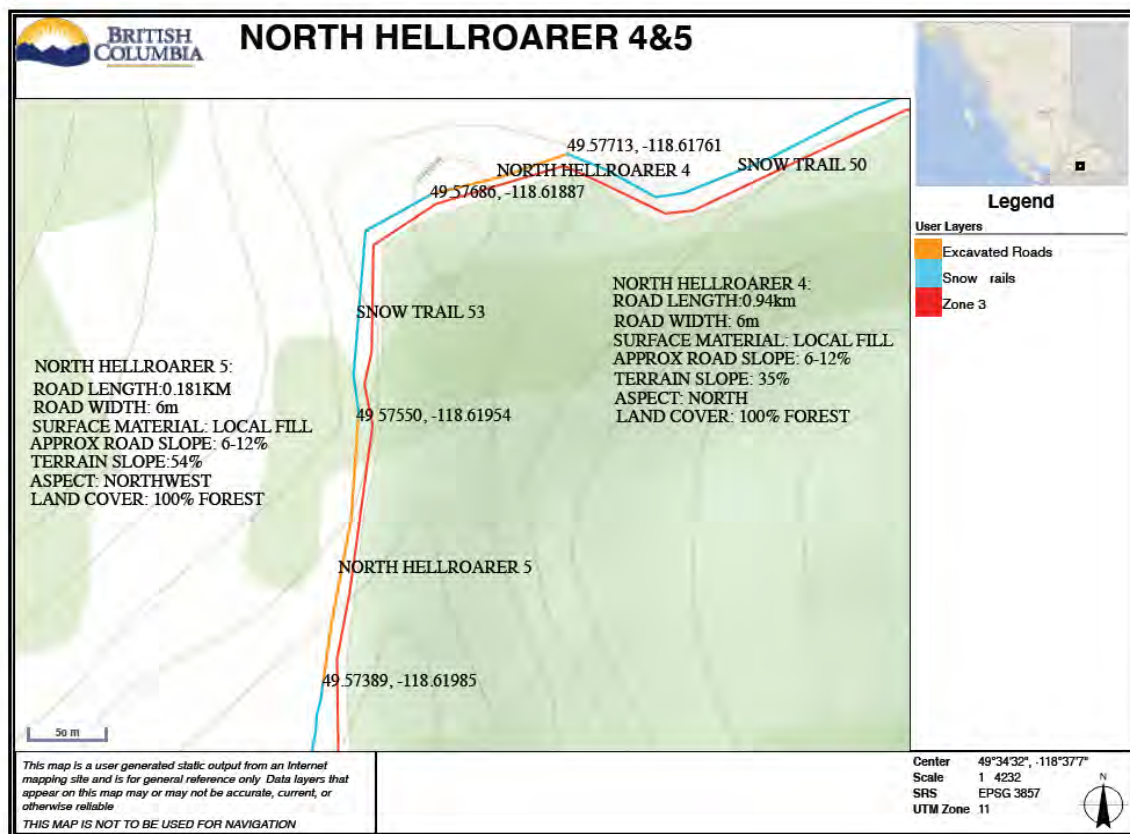 BRITISH
COLUMBIA
NORTH HELLROARER 4&5
49.57713, -118.61761
NORTH HELLROARER 4
SNOW TRAIL 50
49.57686, -118.61887
SNOW TRAIL 53
NORTH HELLROARER 4:
ROAD LENGTH:0.94km
ROAD WIDTH: 6m
SURFACE MATERIAL: LOCAL FILL
APPROX ROAD SLOPE: 6-12%
TERRAIN SLOPE: 35%
ASPECT: NORTH
LAND COVER: 100% FOREST
NORTH HELLROARER 5:
ROAD LENGTH:0.181KM
ROAD WIDTH: 6m
SURFACE MATERIAL: LOCAL FILL
APPROX ROAD SLOPE: 6-12%
TERRAIN SLOPE:54%
ASPECT: NORTHWEST
LAND COVER: 100% FOREST
49.57550, -118.61954
NORTH HELLROARER 5
49.57389, -118.61985
50 m
Legend
User Layers
Excavated Roads
Snow rails
Zone 3
This map is a user generated static output from an Internet
mapping site and is for general reference only Data layers that
appear on this map may or may not be accurate, current, or
otherwise reliable
THIS MAP IS NOT TO BE USED FOR NAVIGATION
Center 49°34'32", -118°37'7"
Scale 1 4232
SRS EPSG 3857
UTM Zone 11
N